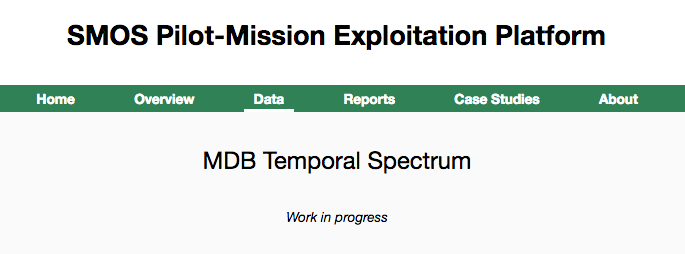 SMOS Pilot-Mission Exploitation Platform
Home Overview Data Reports Case Studies About
MDB Temporal Spectrum
Work in progress